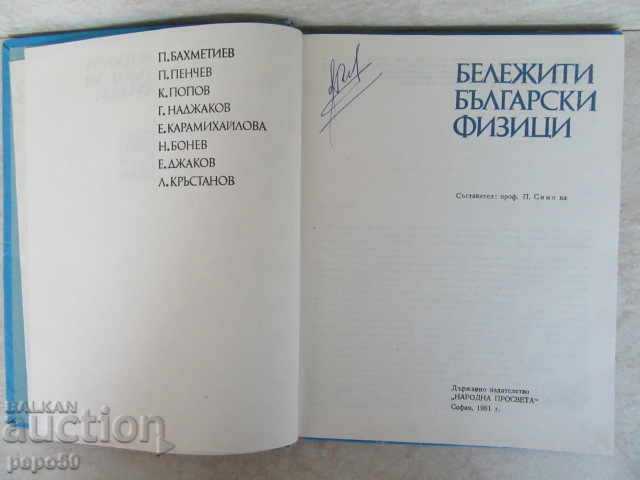 П. БАХМЕТИЕВ
П. ПЕНЧЕВ
К. ПОПОВ
Г. НАДЖАКОВ
Е. КАРАМИХАЙЛОВА
Н. БОНЕВ
Е. ДЖАКОВ
Л. КРЪСТАНОВ
БЕЛЕЖИТИ
БЪЛГАРСКИ
ФИЗИЦИ
Съставител: проф. П.
Държавно издателство
„НАРОДНА ПРОСВЕТА“
София, 1981 г.
BALKAN
auction
papo50